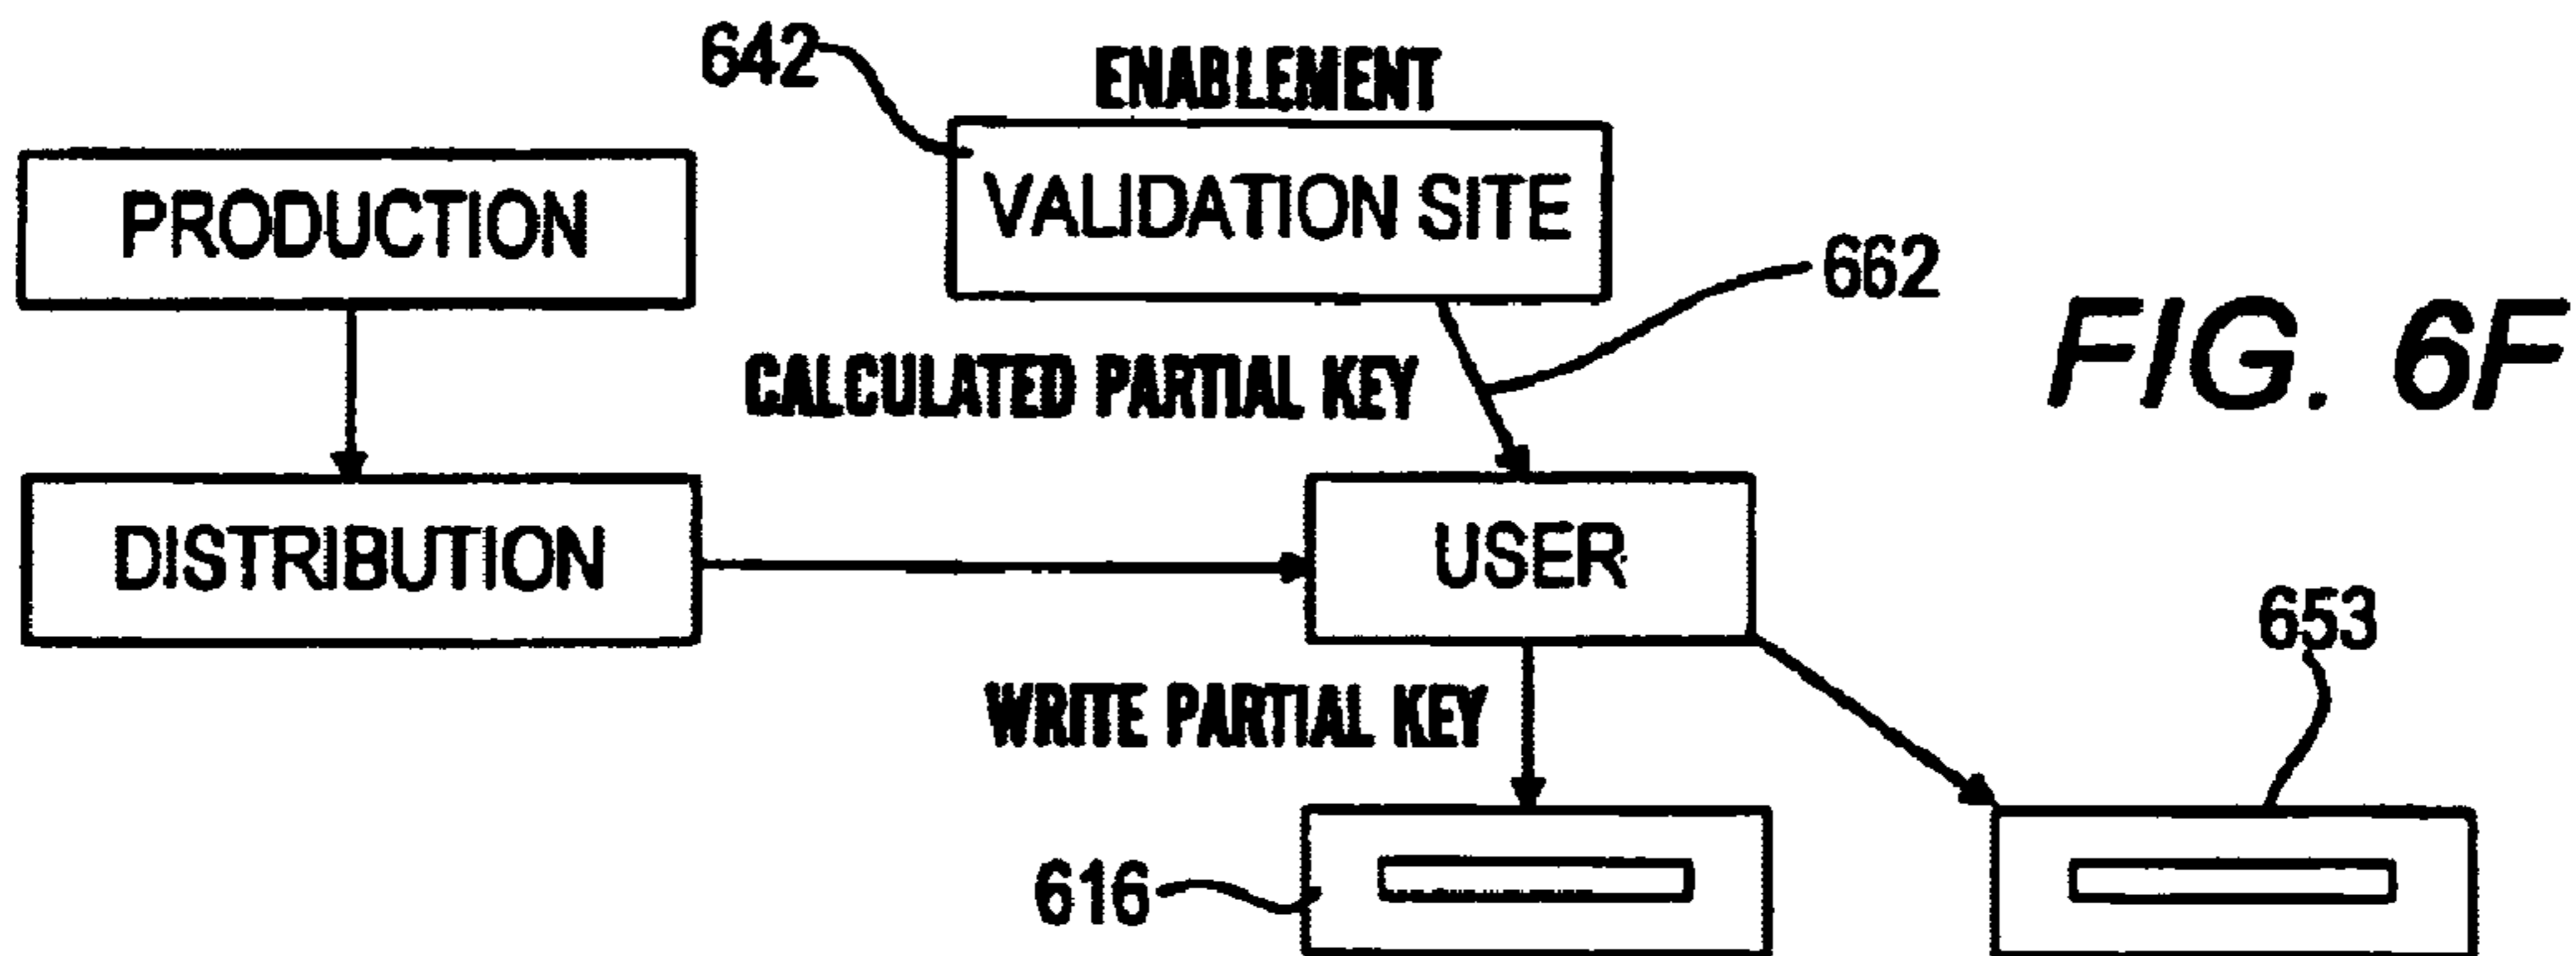 642
ENABLEMENT
PRODUCTION
VALIDATION SITE
662
FIG. 6F
CALCULATED PARTIAL KEY
DISTRIBUTION
USER
653
WRITE PARTIAL KEY
616